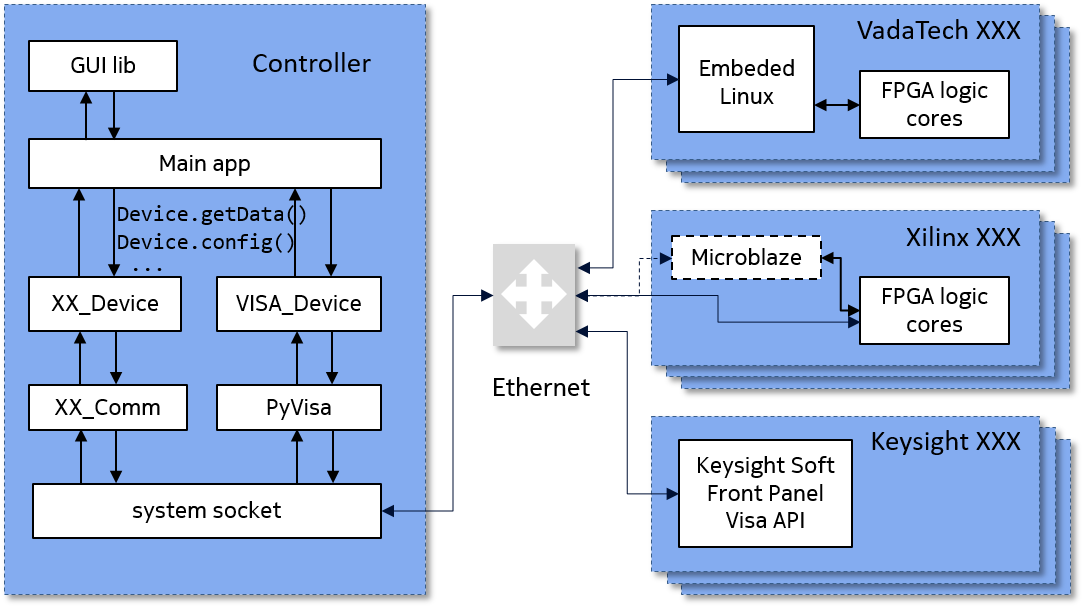 Controller
GUI lib
Main app
Device.getData()
Device.config()
...
XX_Device
VISA_Device
XX_Comm
PyVisa
system socket
Ethernet
VadaTech XXX
Embeded
Linux
FPGA logic
cores
Xilinx XXX
Microblaze
FPGA logic
cores
Keysight XXX
Keysight Soft
Front Panel
Visa API